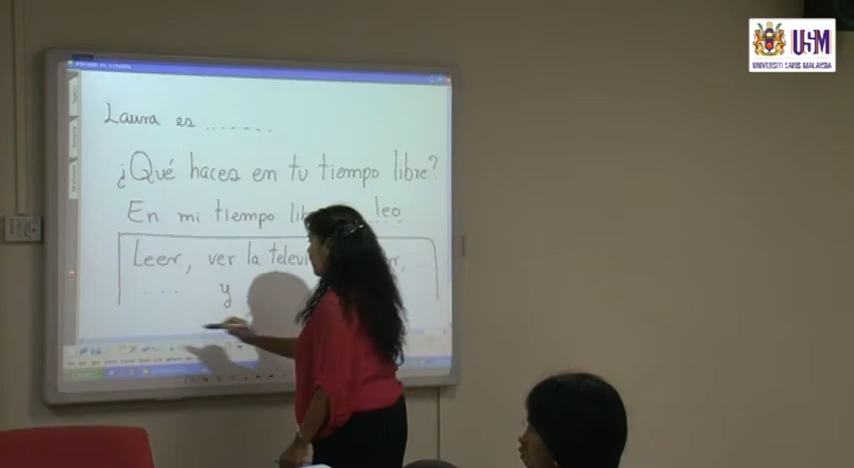 USM
UNIVERSITI SAINS MALAYSIA
Laura es .......
¿Qué haces en tu tiempo libre?
En mi tiempo leo
Leer, ver la
y